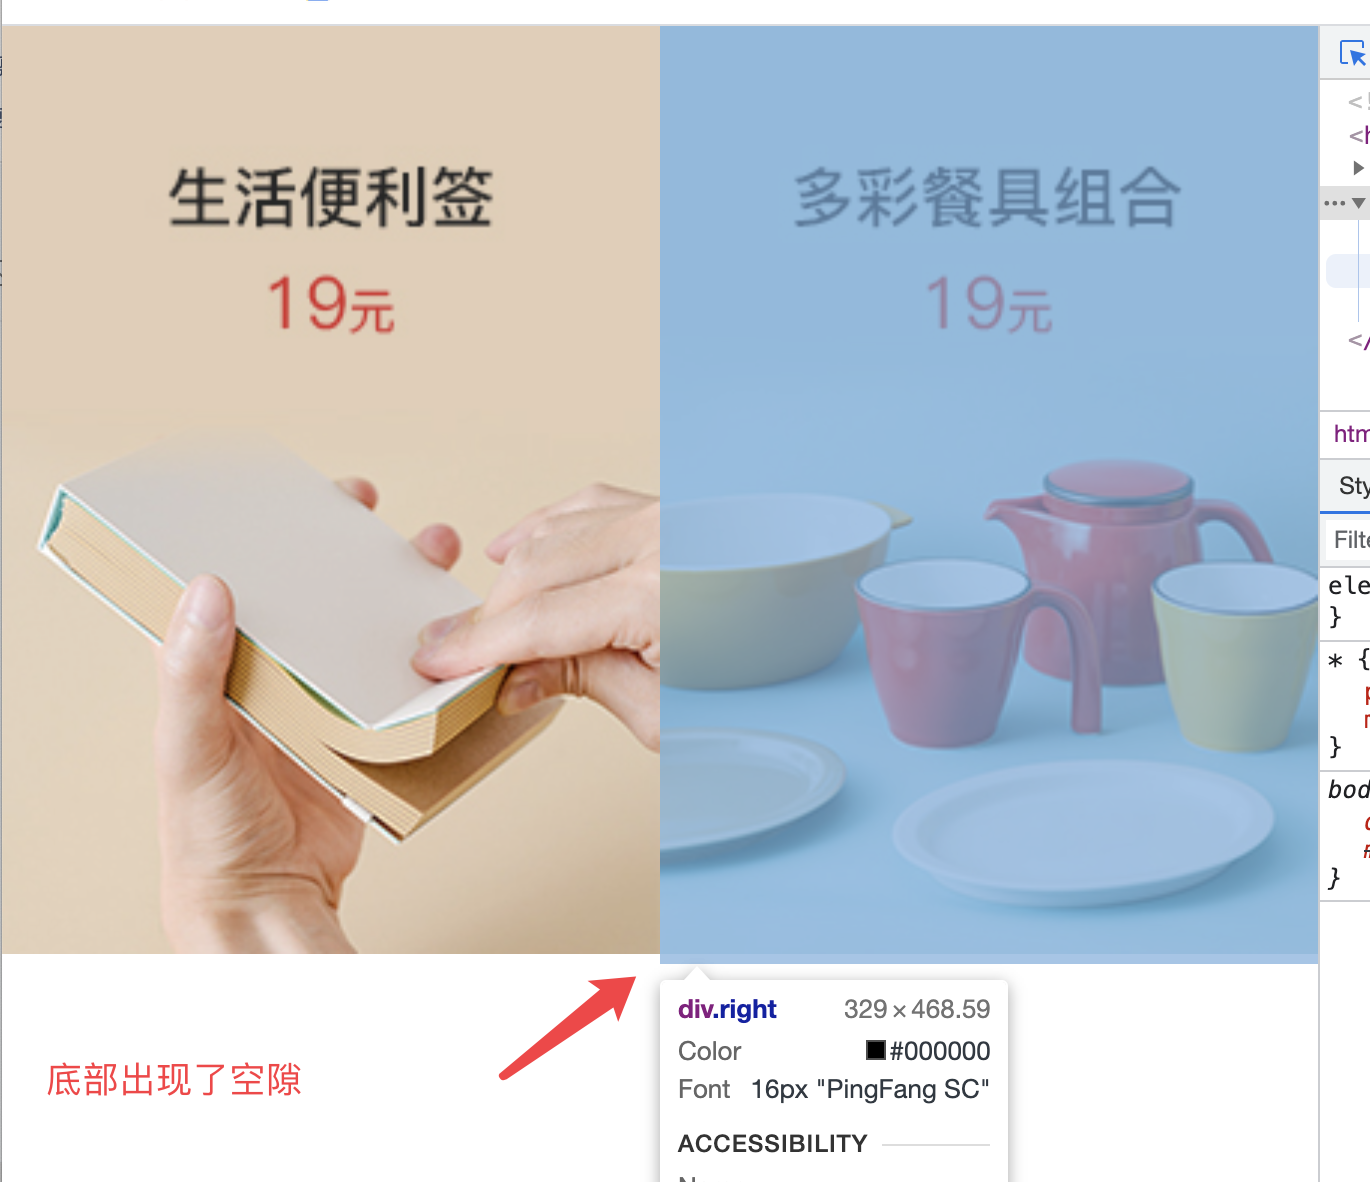 生活便利签
19元
多彩餐具组合
19元
底部出现了空隙
div.right 329 × 468.59
Color #000000
Font 16px "PingFang SC"
ACCESSIBILITY
<!
<h
</
htm
Sty
Filte
ele
}
* {
}
bod
}